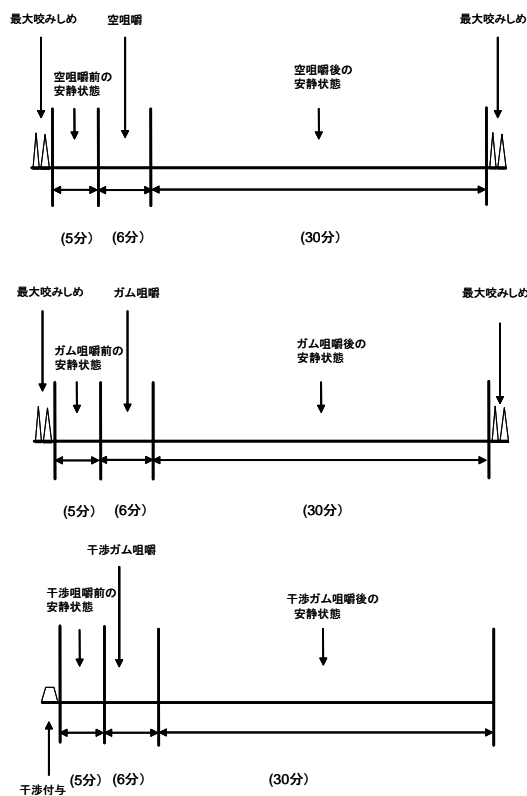 最大咬みしめ
空咀嚼
最大咬みしめ
空咀嚼前の
安静状態
空咀嚼後の
安静状態
(5分)
(6分)
(30分)
最大咬みしめ
ガム咀嚼
最大咬みしめ
ガム咀嚼前の
安静状態
ガム咀嚼後の
安静状態
(5分)
(6分)
(30分)
干渉ガム咀嚼
干渉咀嚼前の
安静状態
干渉ガム咀嚼後の
安静状態
干渉付与
(5分)
(6分)
(30分)